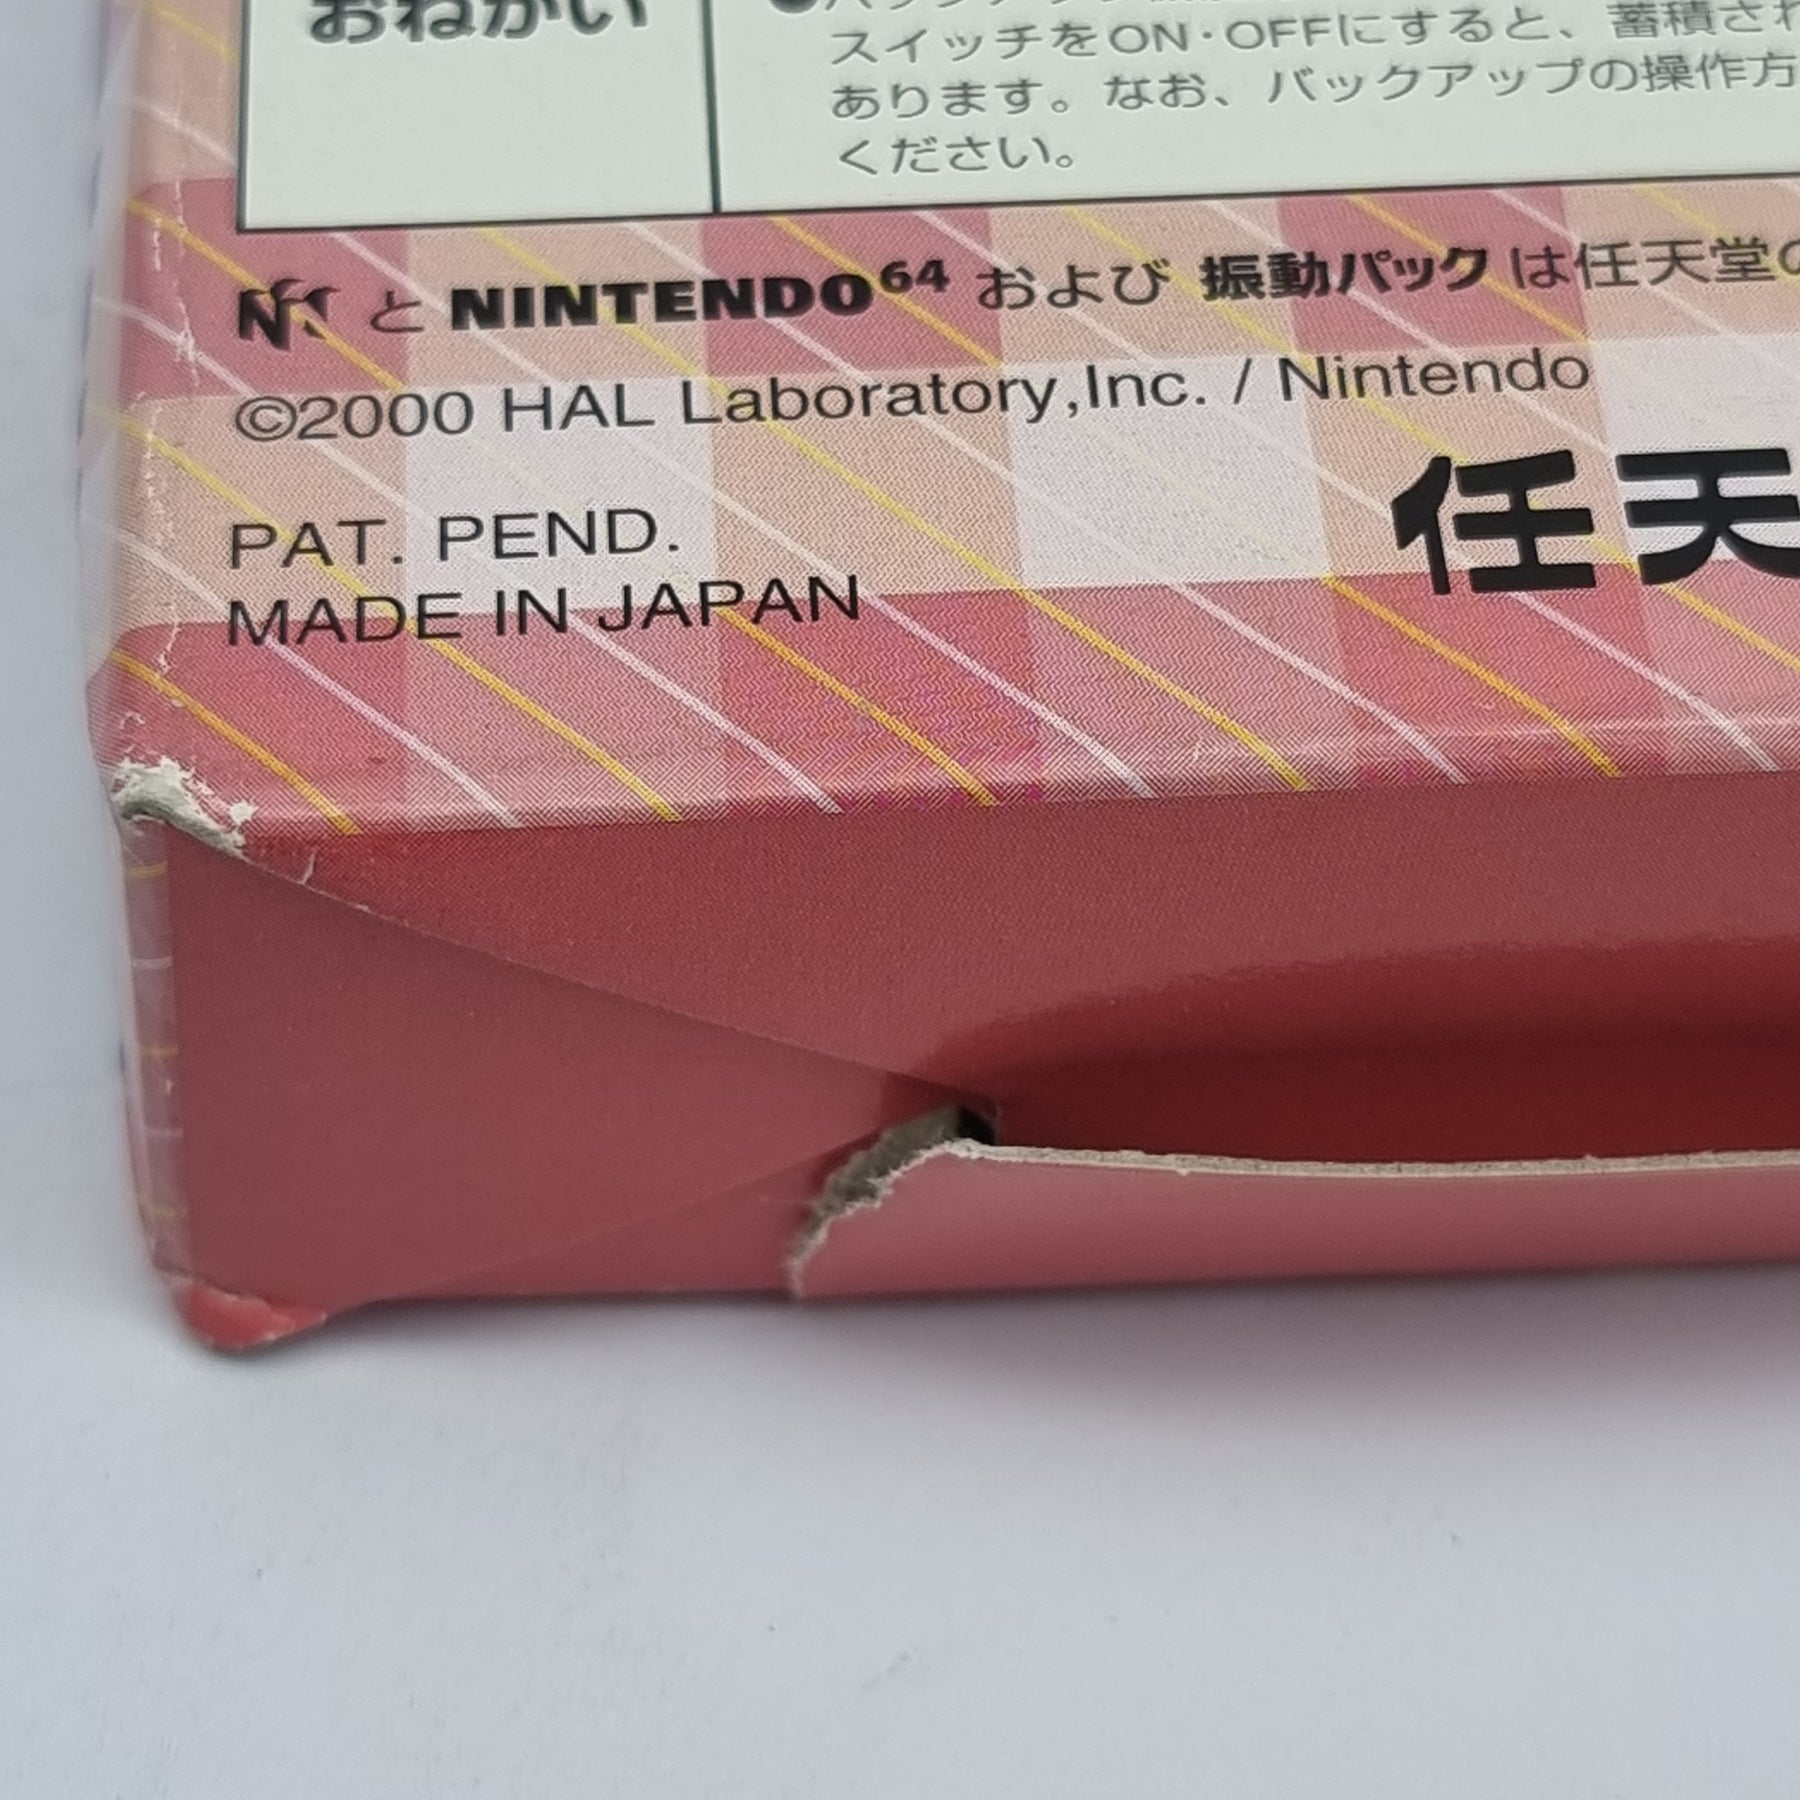 おねがい
スイッチをON・OFFにすると、蓄積され
あります。なお、バックアップの操作方
ください。
と NINTENDO64 および 振動パック は任天堂の
©2000 HAL Laboratory,Inc. / Nintendo
任天
PAT. PEND.
MADE IN JAPAN